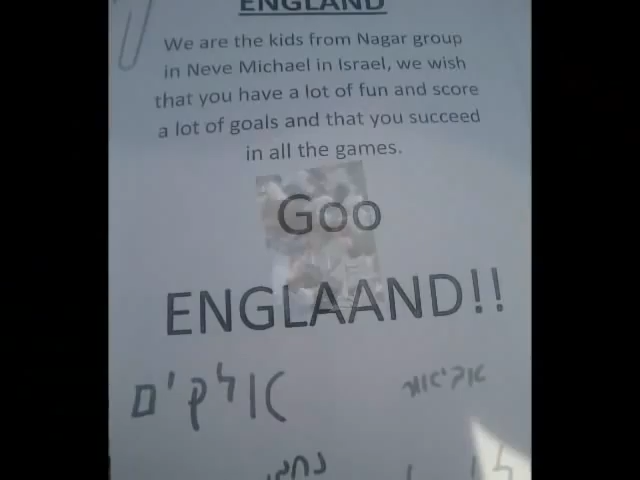 ENGLAND
We are the kids from Nagar group
in Neve Michael in Israel, we wish
that you have a lot of fun and score
a lot of goals and that you succeed
in all the games.
Goo
ENGLAAND!!
אלקים